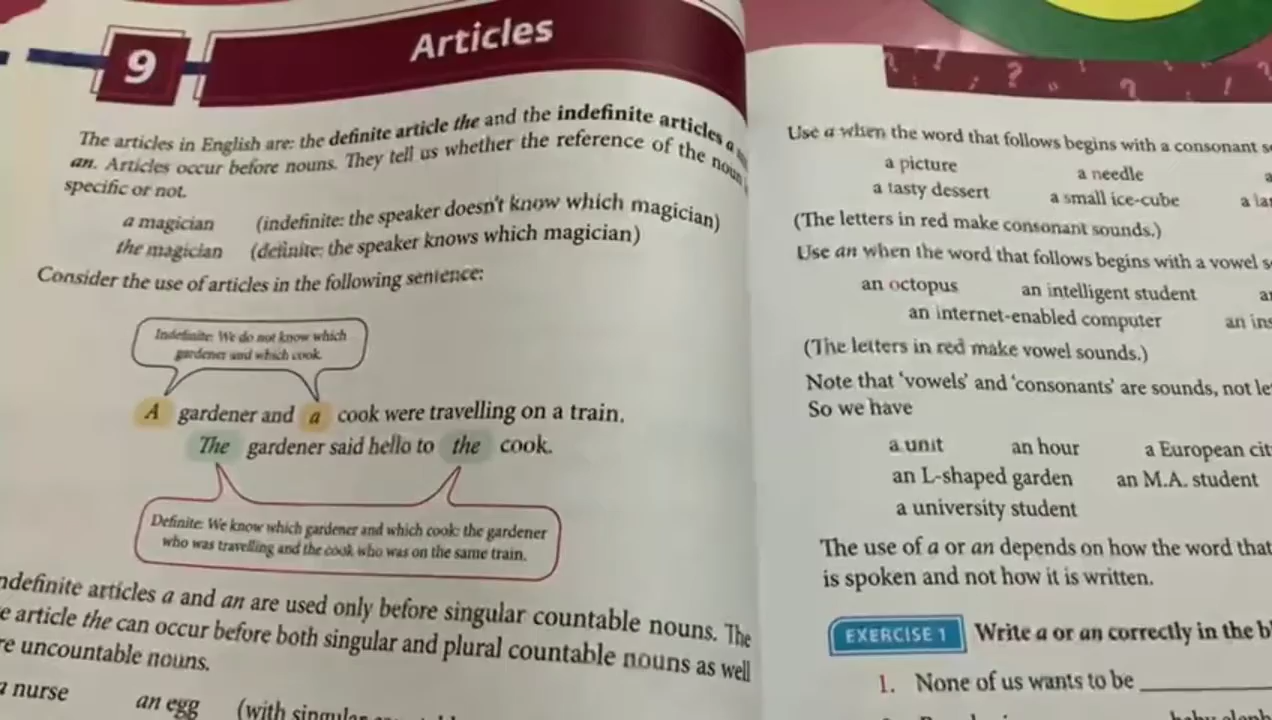 9
Articles
The articles in English are: the definite article the and the indefinite articles a
an. Articles occur before nouns. They tell us whether the reference of the noun
specific or not.
a magician (indefinite: the speaker doesn't know which magician)
the magician (definite: the speaker knows which magician)
Consider the use of articles in the following sentence:
Indefinite: We do not know which
gardener and which cook.
A gardener and a cook were travelling on a train.
The gardener said hello to the cook.
Definite: We know which gardener and which cook: the gardener
who was travelling and the cook who was on the same train.
indefinite articles a and an are used only before singular countable nouns. The
article the can occur before both singular and plural countable nouns as well
uncountable nouns.
a nurse an egg (with singular
Use a when the word that follows begins with a consonant
a picture a needle
a tasty dessert a small ice-cube a
(The letters in red make consonant sounds.)
Use an when the word that follows begins with a vowel
an octopus an intelligent student
an internet-enabled computer an
(The letters in red make vowel sounds.)
Note that 'vowels' and 'consonants' are sounds, not
So we have
a unit an hour a European
an L-shaped garden an M.A. student
a university student
The use of a or an depends on how the word that
is spoken and not how it is written.
EXERCISE 1 Write a or an correctly in the
1. None of us wants to be
baby